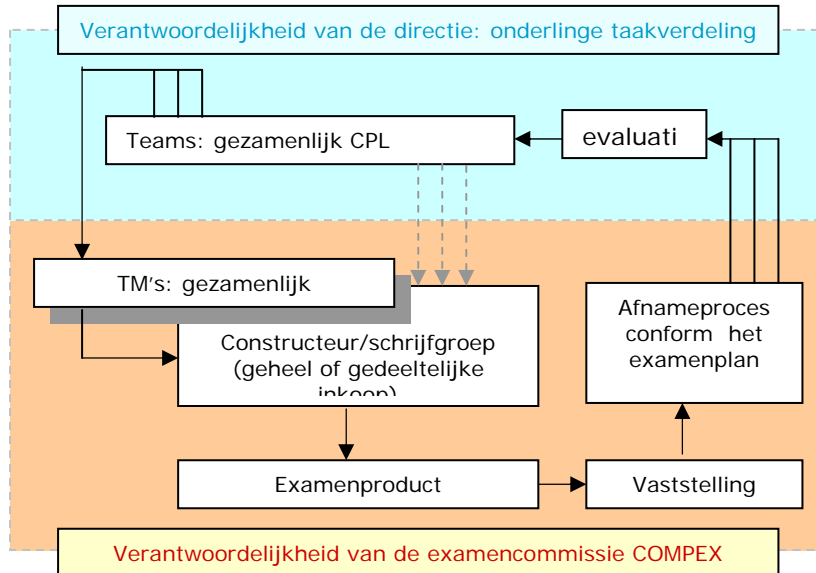 Verantwoordelijkheid van de directie: onderlinge taakverdeling
Teams: gezamenlijk CPL
evaluati
TM's: gezamenlijk
Constructeur/schrijfgroep
(geheel of gedeeltelijke
inkoop)
Afnameproces
conform het
examenplan
Examenproduct
Vaststelling
Verantwoordelijkheid van de examencommissie COMPEX